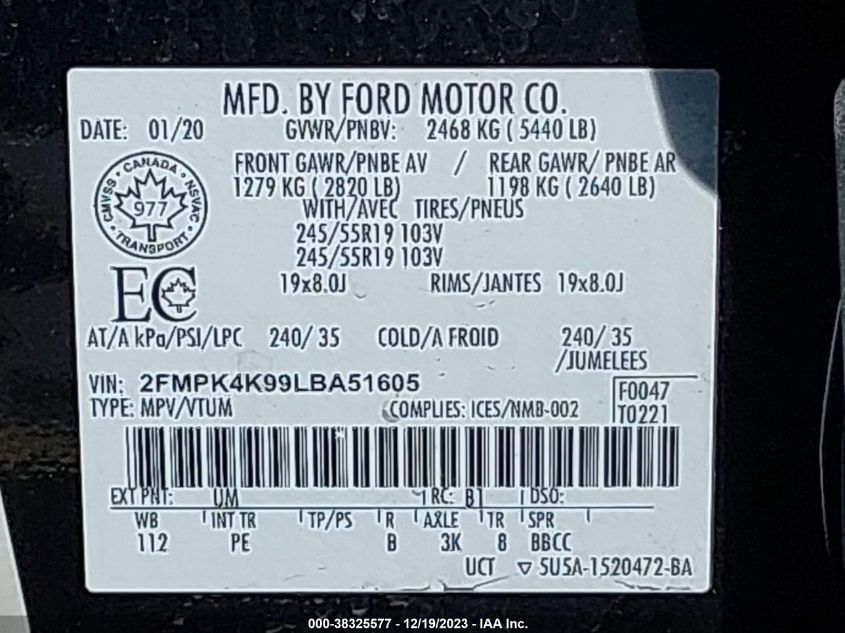 MFD. BY FORD MOTOR CO.
DATE: 01/20 GVWR/PNBV: 2468 KG ( 5440 LB)
FRONT GAWR/PNBE AV / REAR GAWR/ PNBE AR
1279 KG ( 2820 LB) 1198 KG ( 2640 LB)
WITH/AVEC TIRES/PNEUS
245/55R19 103V
245/55R19 103V
19x8.0J RIMS/JANTES 19x8.0J
CANADA
CMVSS NSVAC
977
TRANSPORT
EC
AT/A kPa/PSI/LPC 240/35 COLD/A FROID 240/35
/JUMELEES
VIN: 2FMPK4K99LBA51605
F0047
TYPE: MPV/VTUM COMPLIES: ICES/NMB-002 T0221
EXT PNT: UM RC: B1 DSO:
WB INT TR TP/PS R AXLE TR SPR
112 PE B 3K 8 BBCC
UCT ▽ 5U5A-1520472-BA
000-38325577 - 12/19/2023 - IAA Inc.